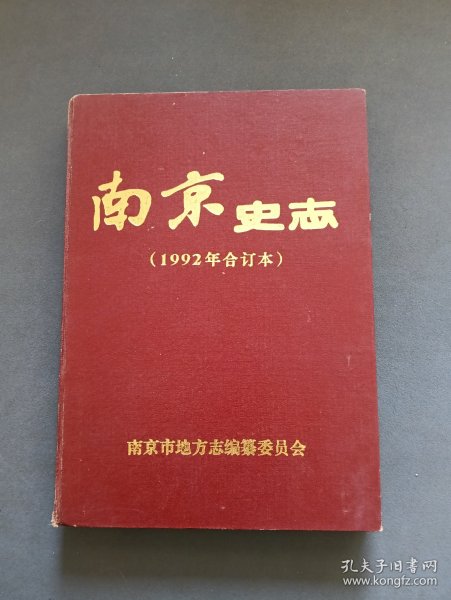 南京史志
（1992年合订本）
南京市地方志编纂委员会
孔夫子旧书网
www.kongfz.com